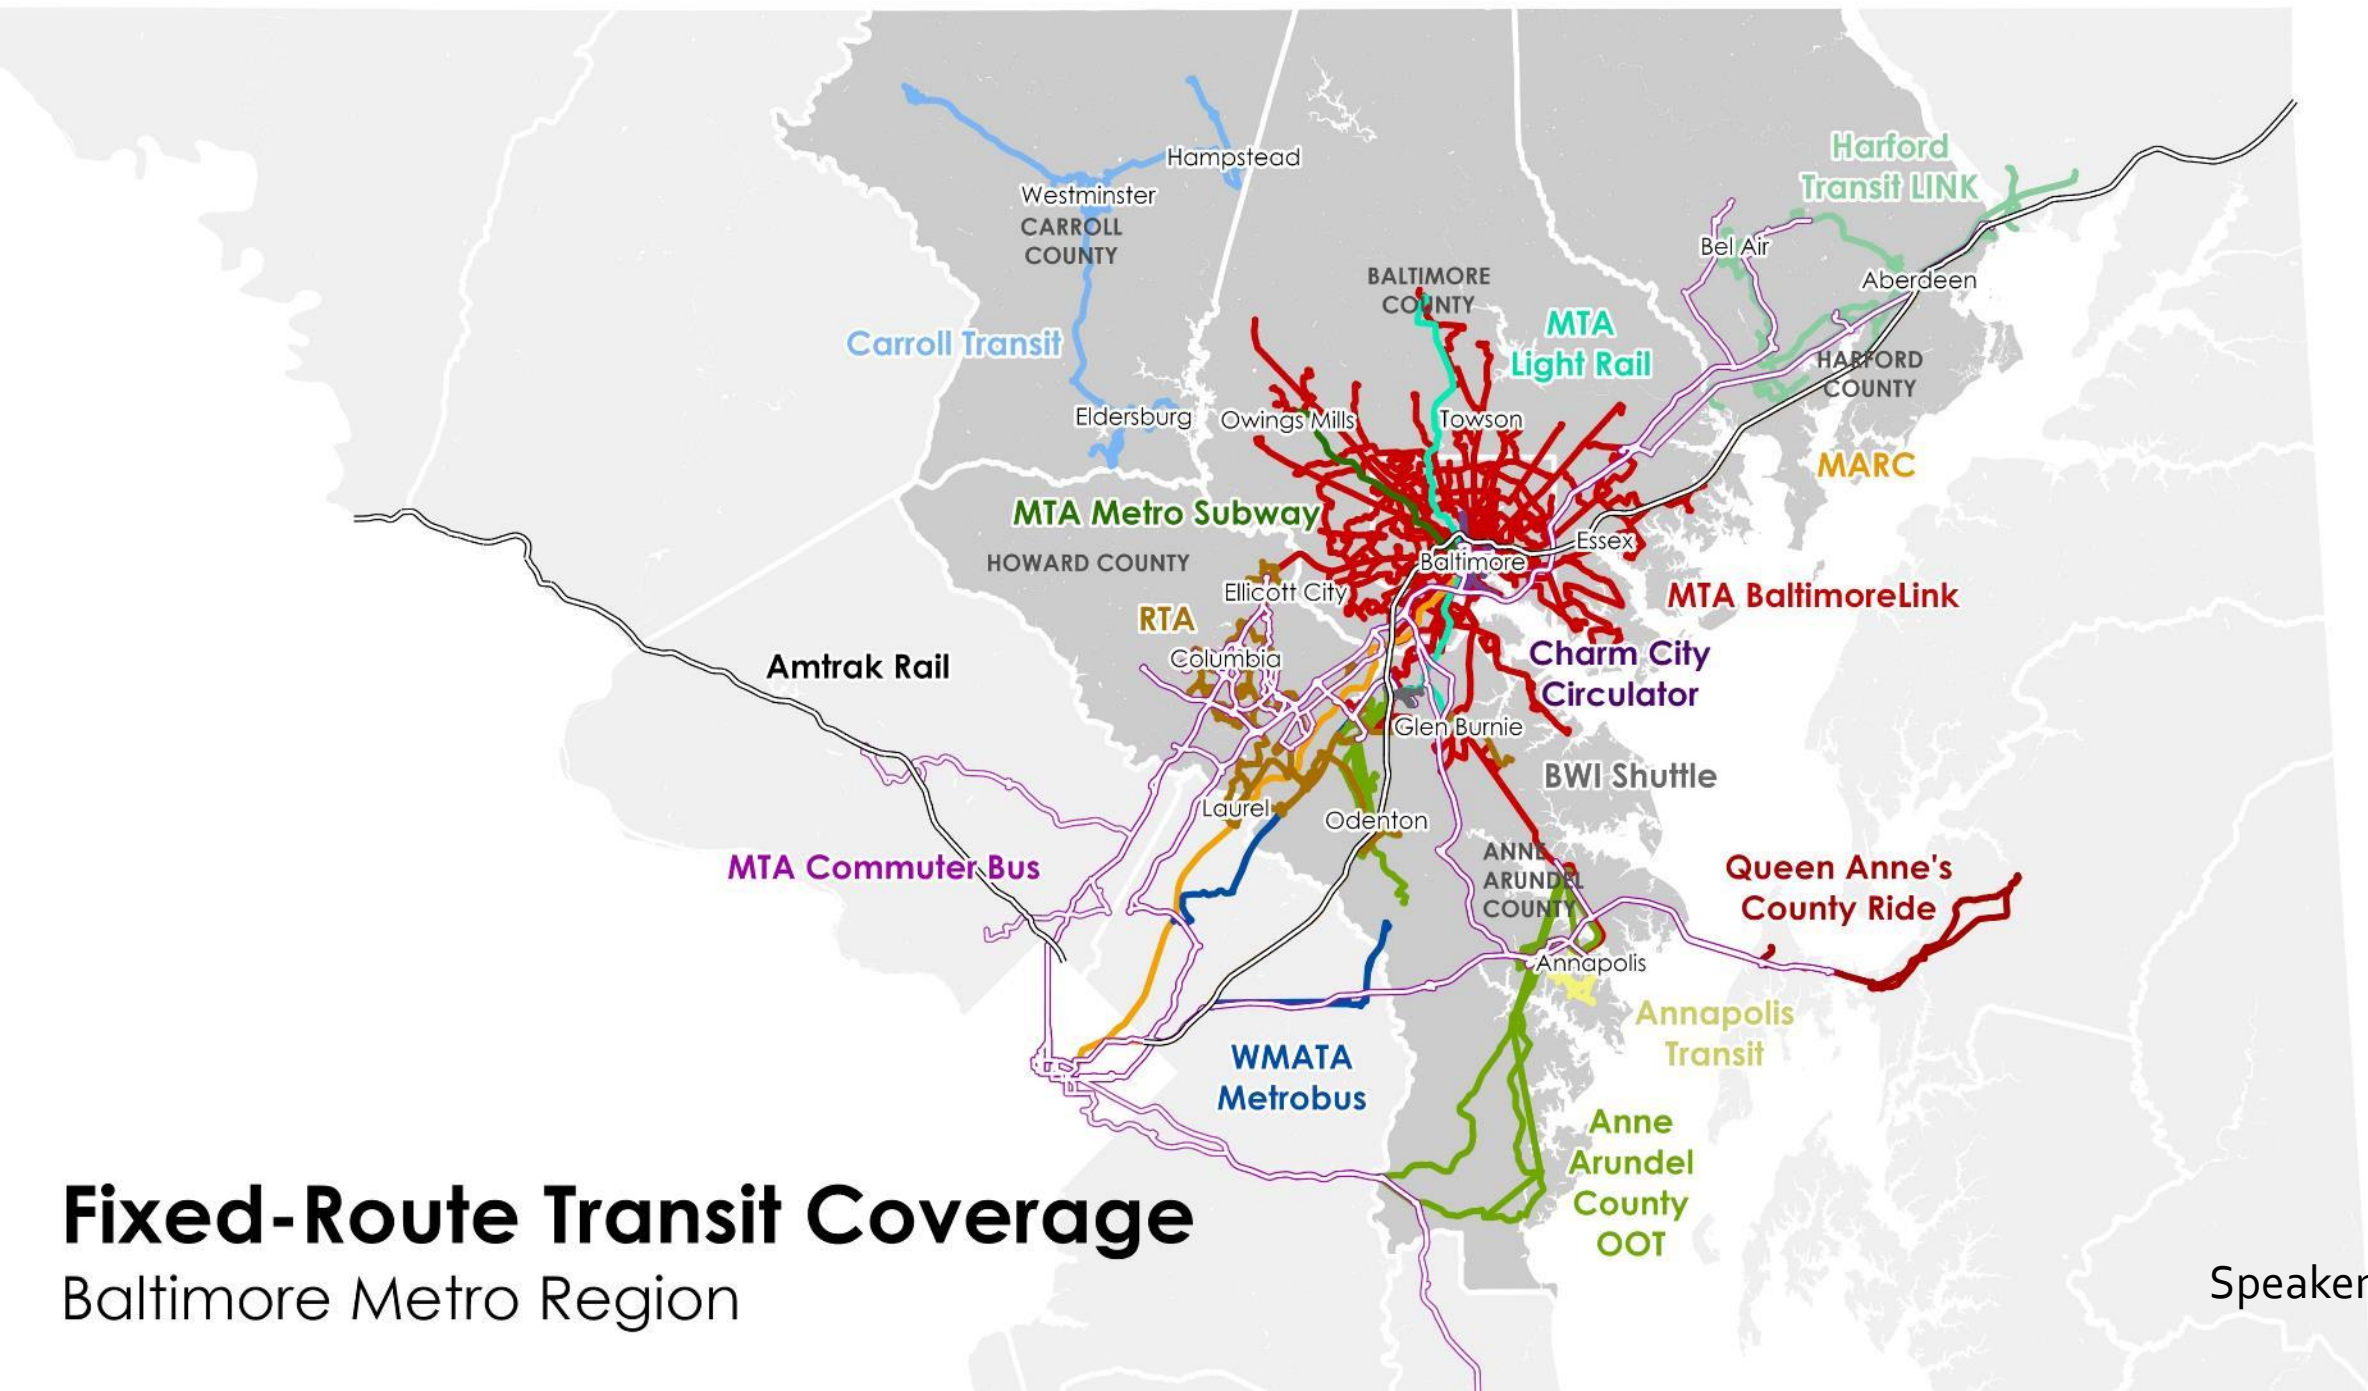 Harford
Transit LINK
Hampstead
Westminster
CARROLL
COUNTY
Bel Air
Aberdeen
BALTIMORE
COUNTY
Carroll Transit
MTA
Light Rail
HARFORD
COUNTY
Eldersburg
Owings Mills
Towson
MARC
MTA Metro Subway
HOWARD COUNTY
Essex
Baltimore
Ellicott City
MTA BaltimoreLink
RTA
Columbia
Amtrak Rail
Charm City
Circulator
Glen Burnie
BWI Shuttle
Laurel
Odenton
MTA Commuter Bus
ANNE
ARUNDEL
COUNTY
Queen Anne's
County Ride
Annapolis
Annapolis
Transit
WMATA
Metrobus
Anne
Arundel
County
OOT
Fixed-Route Transit Coverage
Baltimore Metro Region
Speaker